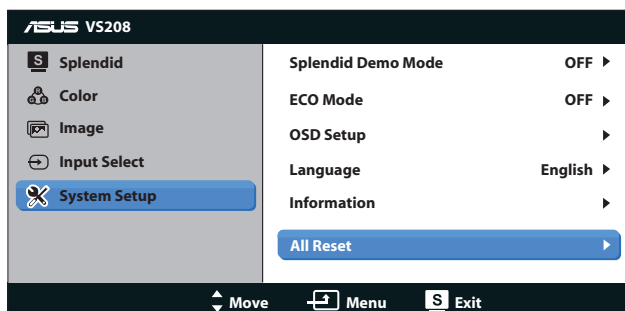 ASUS VS208
S Splendid
Color
Image
Input Select
System Setup
Splendid Demo Mode OFF
ECO Mode OFF
OSD Setup
Language English
Information
All Reset
Move Menu S Exit